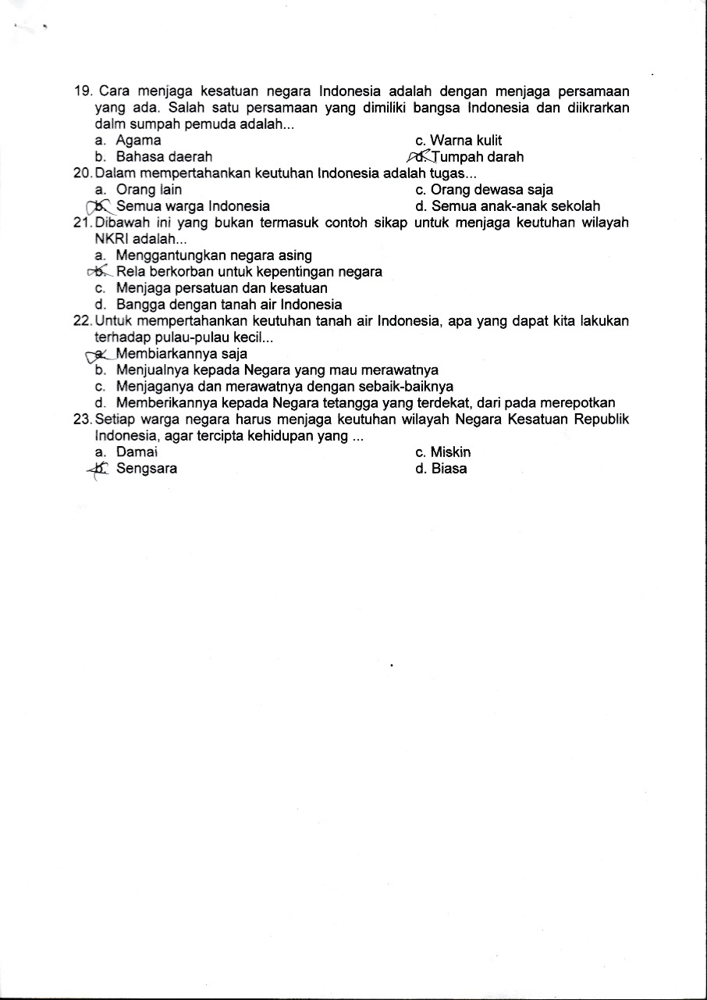 19. Cara menjaga kesatuan negara Indonesia adalah dengan menjaga persamaan
yang ada. Salah satu persamaan yang dimiliki bangsa Indonesia dan diikrarkan
dalm sumpah pemuda adalah...
a. Agama c. Warna kulit
b. Bahasa daerah d. Tumpah darah
20. Dalam mempertahankan keutuhan Indonesia adalah tugas...
a. Orang lain c. Orang dewasa saja
b. Semua warga Indonesia d. Semua anak-anak sekolah
21. Dibawah ini yang bukan termasuk contoh sikap untuk menjaga keutuhan wilayah
NKRI adalah...
a. Menggantungkan negara asing
b. Rela berkorban untuk kepentingan negara
c. Menjaga persatuan dan kesatuan
d. Bangga dengan tanah air Indonesia
22. Untuk mempertahankan keutuhan tanah air Indonesia, apa yang dapat kita lakukan
terhadap pulau-pulau kecil...
a. Membiarkannya saja
b. Menjualnya kepada Negara yang mau merawatnya
c. Menjaganya dan merawatnya dengan sebaik-baiknya
d. Memberikannya kepada Negara tetangga yang terdekat, dari pada merepotkan
23. Setiap warga negara harus menjaga keutuhan wilayah Negara Kesatuan Republik
Indonesia, agar tercipta kehidupan yang ...
a. Damai c. Miskin
b. Sengsara d. Biasa